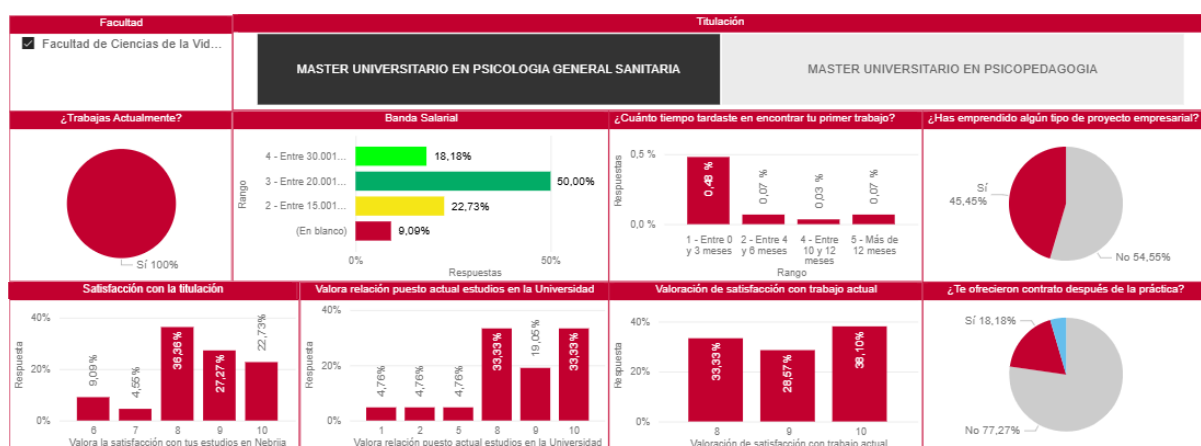 Facultad
Titulación
Facultad de Ciencias de la Vid...
MASTER UNIVERSITARIO EN PSICOLOGIA GENERAL SANITARIA
MASTER UNIVERSITARIO EN PSICOPEDAGOGIA
¿Trabajas Actualmente?
Sí 100%
Banda Salarial
Rango
4 - Entre 30.001...
18,18%
3 - Entre 20.001...
50,00%
2 - Entre 15.001...
22,73%
(En blanco)
9,09%
0%
50%
Respuestas
¿Cuánto tiempo tardaste en encontrar tu primer trabajo?
Respuestas
0,5 %
0,0 %
0,48 %
0,07 %
0,03 %
0,07 %
1 - Entre 0
y 3 meses
2 - Entre 4
y 6 meses
4 - Entre
10 y 12
meses
5 - Más de
12 meses
Rango
¿Has emprendido algún tipo de proyecto empresarial?
Sí
45,45%
No 54,55%
Satisfacción con la titulación
Respuesta
40%
20%
0%
9,09%
4,55%
36,36%
27,27%
22,73%
6
7
8
9
10
Valora la satisfacción con tus estudios en Nebrija
Valora relación puesto actual estudios en la Universidad
Respuesta
40%
20%
0%
4,76%
4,76%
4,76%
33,33%
19,05%
33,33%
1
2
5
8
9
10
Valora relación puesto actual estudios en la Universidad
Valoración de satisfacción con trabajo actual
Respuesta
40%
20%
0%
33,33%
28,57%
38,10%
8
9
10
Valoración de satisfacción con trabajo actual
¿Te ofrecieron contrato después de la práctica?
Sí 18,18%
No 77,27%